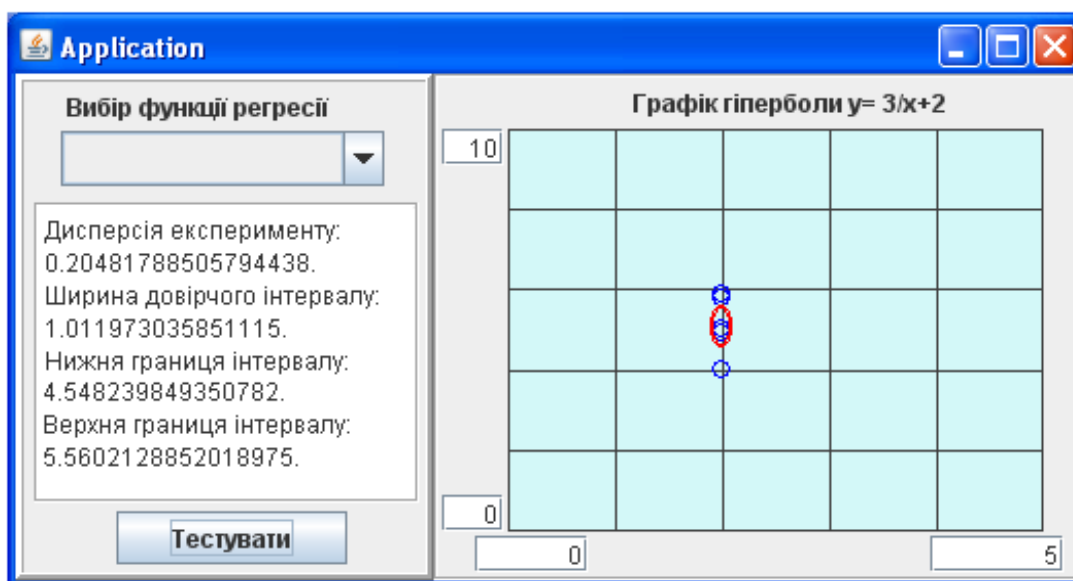 Application
Вибір функції регресії
Дисперсія експерименту:
0.20481788505794438.
Ширина довірчого інтервалу:
1.011973035851115.
Нижня границя інтервалу:
4.548239849350782.
Верхня границя інтервалу:
5.5602128852018975.
Тестувати
Графік гіперболи y= 3/x+2
10
0
0
5